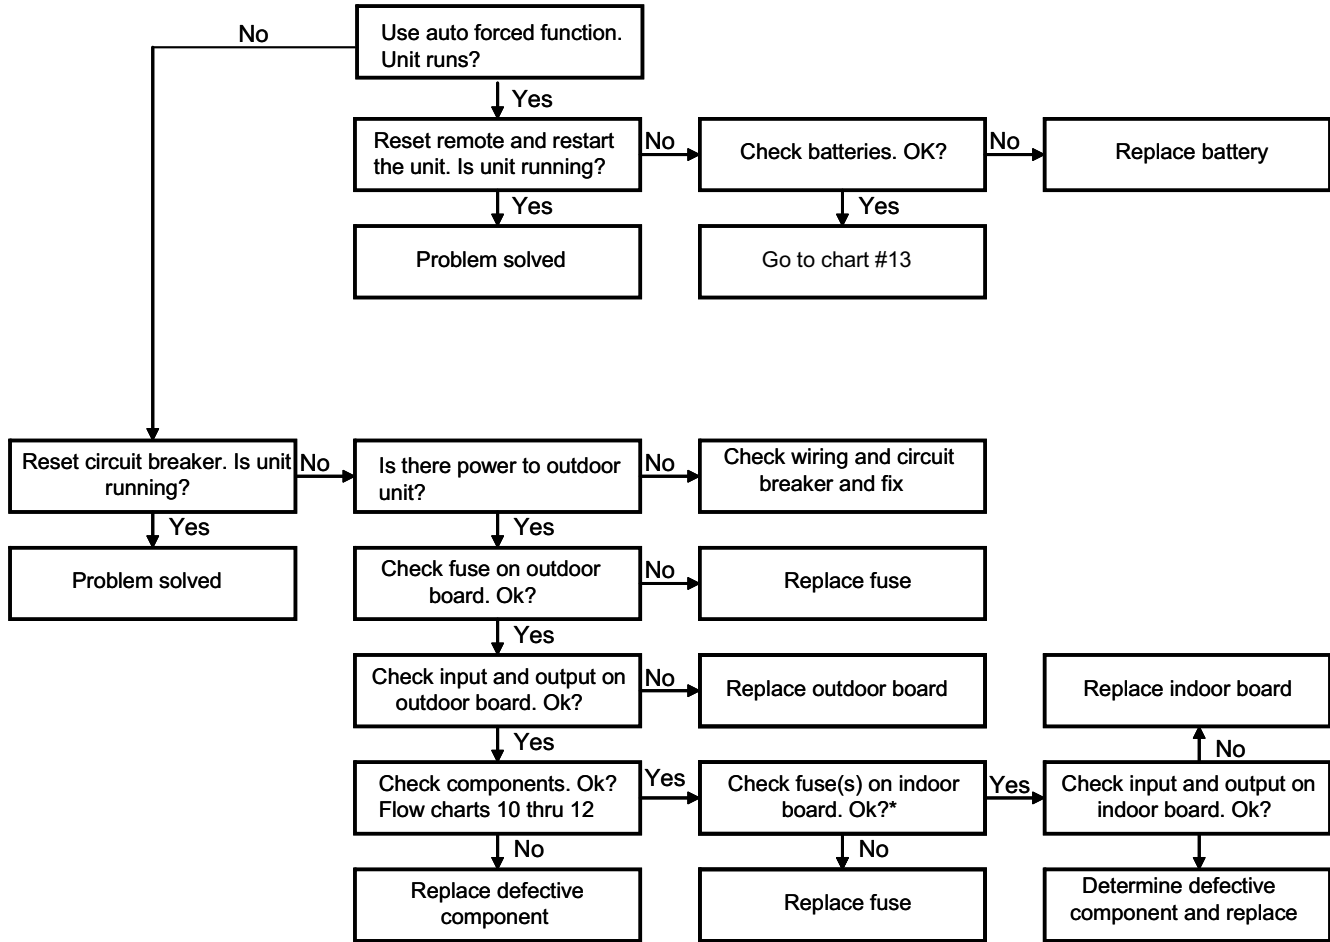 No
Use auto forced function.
Unit runs?
Yes
Reset remote and restart
the unit. Is unit running?
No
Check batteries. OK?
No
Replace battery
Yes
Yes
Problem solved
Go to chart #13
Reset circuit breaker. Is unit
running?
No
Is there power to outdoor
unit?
No
Check wiring and circuit
breaker and fix
Yes
Yes
Problem solved
Check fuse on outdoor
board. Ok?
No
Replace fuse
Yes
Check input and output on
outdoor board. Ok?
No
Replace outdoor board
Replace indoor board
Yes
No
Check components. Ok?
Flow charts 10 thru 12
Yes
Check fuse(s) on indoor
board. Ok?*
Yes
Check input and output on
indoor board. Ok?
No
No
Replace defective
component
Replace fuse
Determine defective
component and replace